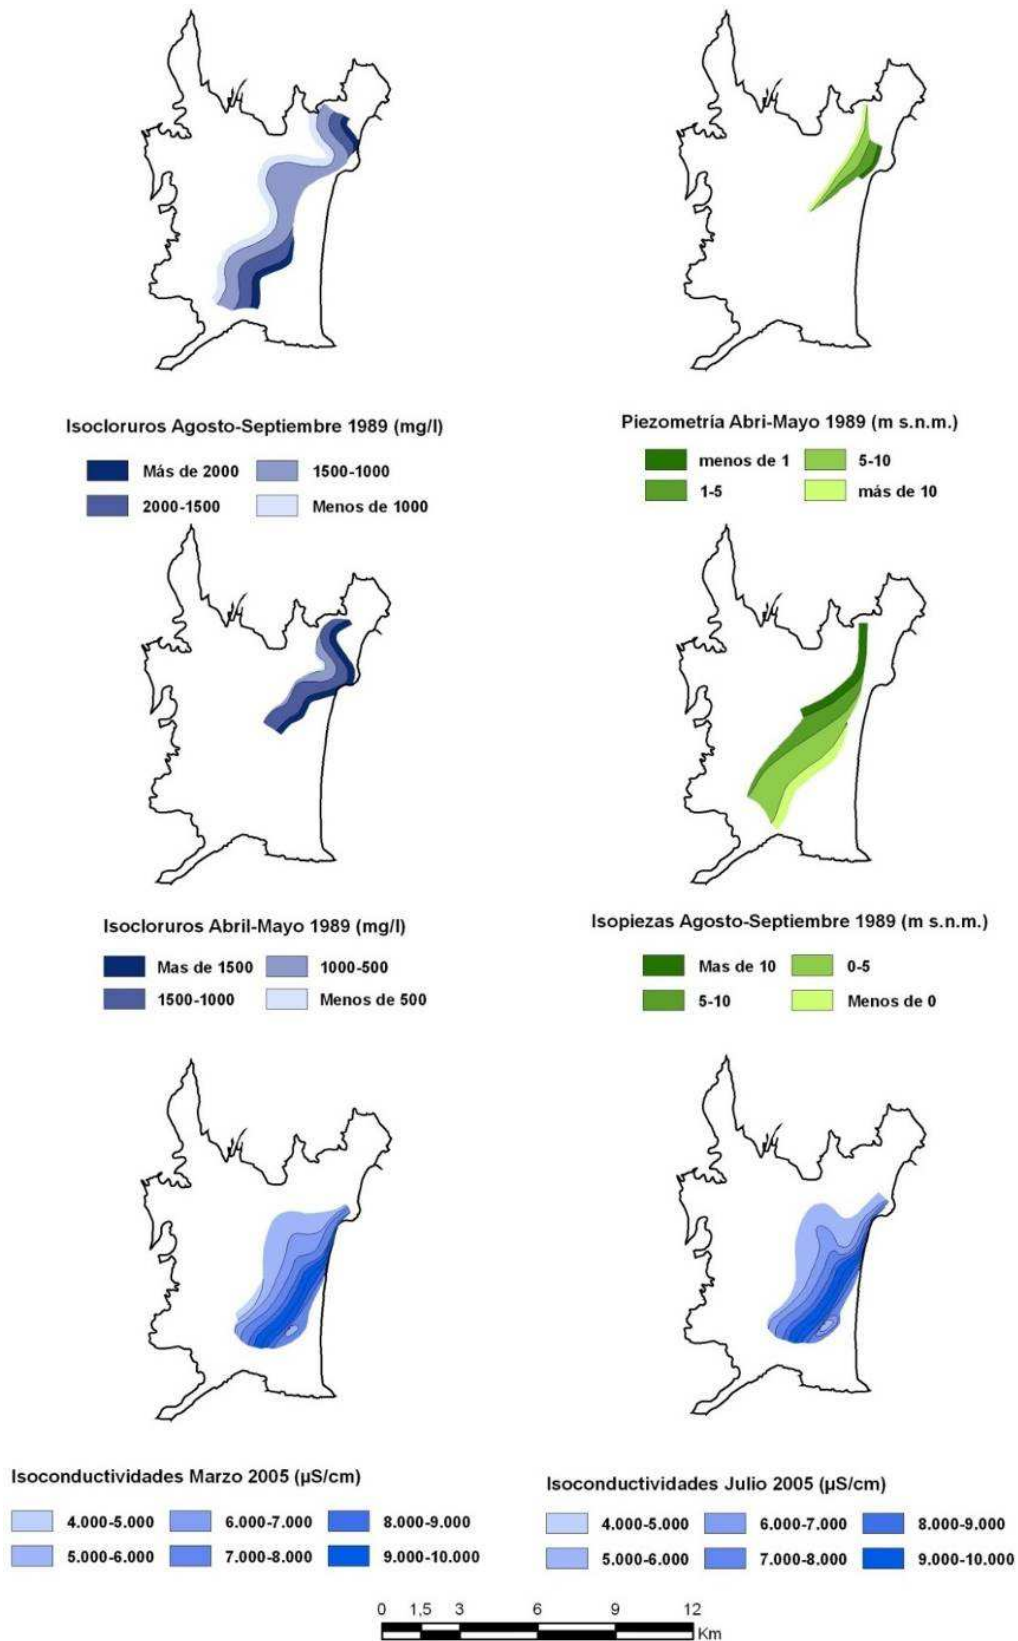 Isocloruros Agosto-Septiembre 1989 (mg/l)
Más de 2000
1500-1000
2000-1500
Menos de 1000
Piezometría Abri-Mayo 1989 (m s.n.m.)
menos de 1
5-10
1-5
más de 10
Isocloruros Abril-Mayo 1989 (mg/l)
Mas de 1500
1000-500
1500-1000
Menos de 500
Isopiezas Agosto-Septiembre 1989 (m s.n.m.)
Mas de 10
0-5
5-10
Menos de 0
Isoconductividades Marzo 2005 (µS/cm)
4.000-5.000
6.000-7.000
8.000-9.000
5.000-6.000
7.000-8.000
9.000-10.000
Isoconductividades Julio 2005 (µS/cm)
4.000-5.000
6.000-7.000
8.000-9.000
5.000-6.000
7.000-8.000
9.000-10.000
0 1,5 3 6 9 12
Km